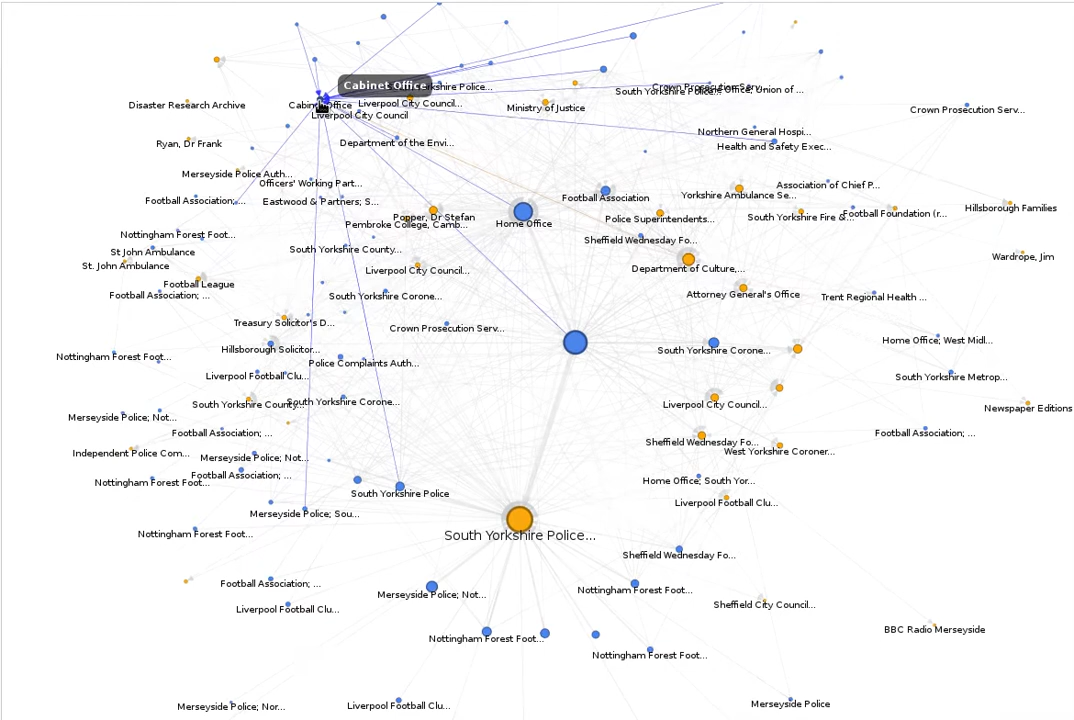 Cabinet Office
rkshire Police...
Crown Prosecution Serv...
South Yorkshire Police...
Office; Union of ...
Disaster Research Archive
Cabinet Office
Liverpool City Council...
Ministry of Justice
Crown Prosecution Serv...
Liverpool City Council
Northern General Hospi...
Ryan, Dr Frank
Department of the Envi...
Health and Safety Exec...
Merseyside Police Auth...
Officers' Working Part...
Association of Chief P...
Football Association;...
Eastwood & Partners; S...
Football Association
Yorkshire Ambulance Se...
Hillsborough Families
Popper, Dr Stefan
Pembroke College, Camb...
Home Office
Police Superintendents...
South Yorkshire Fire &...
Football Foundation (r...
Nottingham Forest Foot...
Sheffield Wednesday Fo...
St John Ambulance
South Yorkshire County...
Wardrope, Jim
St. John Ambulance
Liverpool City Council...
Department of Culture,...
Football League
Football Association; ...
South Yorkshire Corone...
Attorney General's Office
Trent Regional Health ...
Treasury Solicitor's D...
Crown Prosecution Serv...
Home Office; West Midl...
Hillsborough Solicitor...
South Yorkshire Corone...
Nottingham Forest Foot...
Police Complaints Auth...
Liverpool Football Clu...
South Yorkshire Metrop...
South Yorkshire County...
South Yorkshire Corone...
Liverpool City Council...
Newspaper Editions
Merseyside Police; Not...
Football Association; ...
Football Association; ...
Sheffield Wednesday Fo...
Independent Police Com...
Merseyside Police; Not...
West Yorkshire Coroner...
Nottingham Forest Foot...
Football Association; ...
Home Office; South Yor...
South Yorkshire Police
Liverpool Football Clu...
Merseyside Police; Sou...
Nottingham Forest Foot...
South Yorkshire Police...
Sheffield Wednesday Fo...
Football Association; ...
Merseyside Police; Not...
Nottingham Forest Foot...
Liverpool Football Clu...
Sheffield City Council...
Nottingham Forest Foot...
BBC Radio Merseyside
Nottingham Forest Foot...
Merseyside Police; Nor...
Liverpool Football Clu...
Merseyside Police